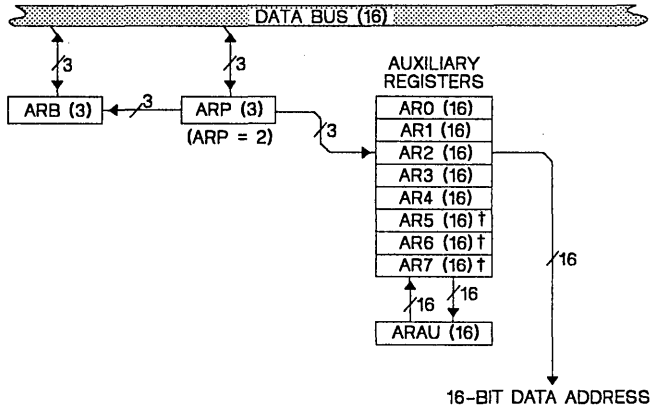 DATA BUS (16)
3
3
AUXILIARY
REGISTERS
ARB (3)
3
ARP (3)
(ARP = 2)
3
AR0 (16)
AR1 (16)
AR2 (16)
AR3 (16)
AR4 (16)
AR5 (16) †
AR6 (16) †
AR7 (16) †
16
16
16
ARAU (16)
16-BIT DATA ADDRESS